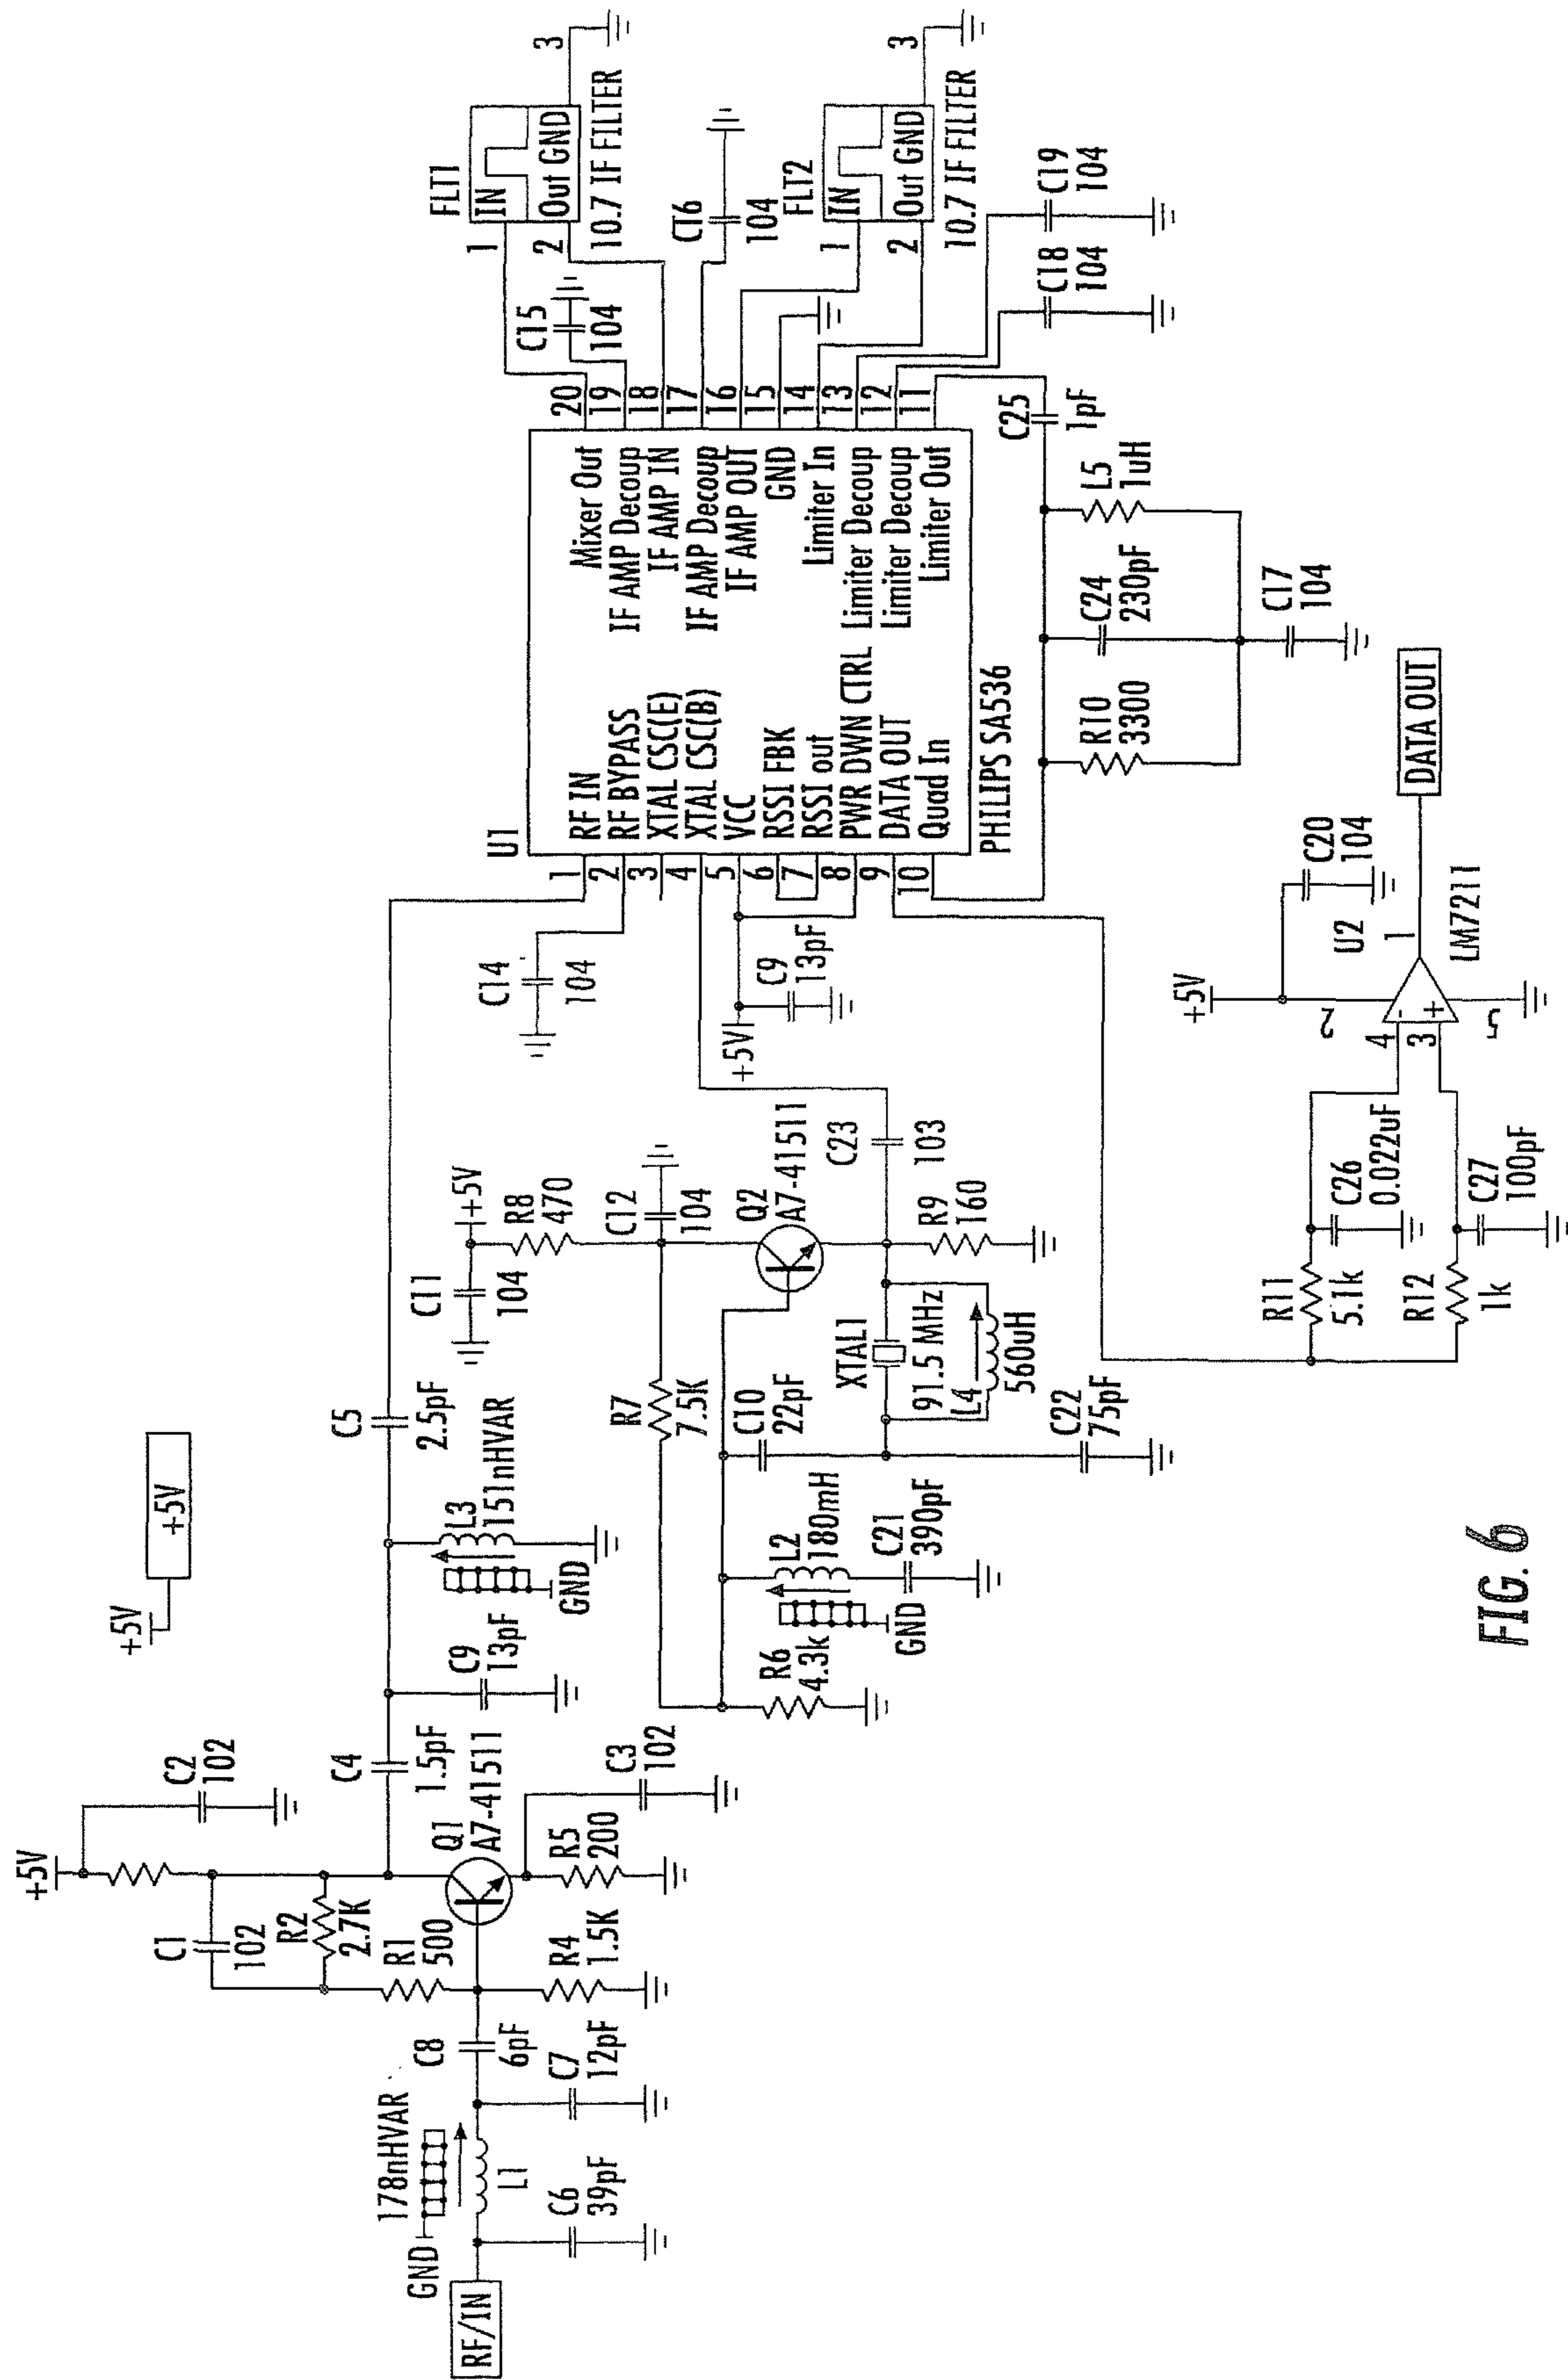 +5V
+5V
+5V
C2
102
C1
102
R2
2.7K
R1
500
Q1
A7-41511
C4
1.5pF
C9
13pF
L3
151nHVAR
GND
C5
2.5pF
178nHVAR
GND
L1
RF/IN
C6
39pF
C7
12pF
C8
6pF
R4
1.5K
R5
200
C3
102
C11
104
+5V
R8
470
R7
7.5K
C12
104
Q2
A7-41511
R6
4.3k
L2
180mH
GND
C21
390pF
C10
22pF
XTAL1
91.5 MHz
L4
560uH
C22
75pF
R9
160
C23
103
C14
104
+5V
C9
13pF
U1
1
2
3
4
5
6
7
8
9
10
RF IN
RF BYPASS
XTAL CSC(E)
XTAL CSC(B)
VCC
RSSI FBK
RSSI out
PWR DWN CTRL
DATA OUT
Quad In
Mixer Out
IF AMP Decoup
IF AMP IN
IF AMP Decoup
IF AMP OUT
GND
Limiter In
Limiter Decoup
Limiter Decoup
Limiter Out
20
19
18
17
16
15
14
13
12
11
PHILIPS SA536
FLT1
IN
Out GND
1
2
3
10.7 IF FILTER
C15
104
C16
104
FLT2
IN
Out GND
1
2
3
10.7 IF FILTER
C19
104
C18
104
C25
1pF
L5
1uH
C24
230pF
R10
3300
C17
104
R11
5.1k
R12
1k
C26
0.022uF
C27
100pF
+5V
C20
104
U2
2
4
3
-
+
5
1
LM7211
DATA OUT
FIG. 6